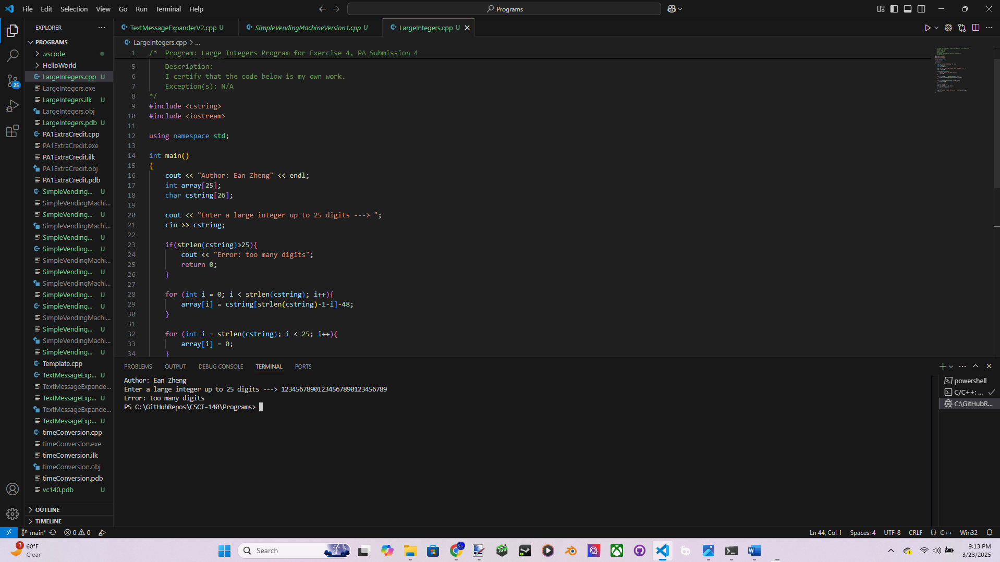 File Edit Selection View Go Run Terminal Help
Programs
EXPLORER
PROGRAMS
.vscode
HelloWorld
LargeIntegers.cpp U
LargeIntegers.exe
LargeIntegers.ilk U
LargeIntegers.obj
LargeIntegers.pdb U
PA1ExtraCredit.cpp
PA1ExtraCredit.exe
PA1ExtraCredit.ilk
PA1ExtraCredit.obj
PA1ExtraCredit.pdb
SimpleVending... U
SimpleVendingMachi...
SimpleVending... U
SimpleVendingMachi...
SimpleVending... U
SimpleVending... U
SimpleVendingMachi...
SimpleVending... U
SimpleVendingMachi...
SimpleVending... U
SimpleVending... U
SimpleVendingMachi...
SimpleVending... U
SimpleVendingMachi...
SimpleVending... U
Template.cpp
TextMessageExp... U
TextMessageExpande...
TextMessageExp... U
TextMessageExpande...
TextMessageExp... U
timeConversion.cpp
timeConversion.exe
timeConversion.ilk
timeConversion.obj
timeConversion.pdb
vc140.pdb U
OUTLINE
TIMELINE
25
TextMessageExpanderV2.cpp U SimpleVendingMachineVersion1.cpp U LargeIntegers.cpp U
LargeIntegers.cpp > ...
1 /* Program: Large Integers Program for Exercise 4, PA Submission 4
5 Description:
6 I certify that the code below is my own work.
7 Exception(s): N/A
8 */
9 #include <cstring>
10 #include <iostream>
11
12 using namespace std;
13
14 int main()
15 {
16 cout << "Author: Ean Zheng" << endl;
17 int array[25];
18 char cstring[26];
19
20 cout << "Enter a large integer up to 25 digits ---> ";
21 cin >> cstring;
22
23 if(strlen(cstring)>25){
24 cout << "Error: too many digits";
25 return 0;
26 }
27
28 for (int i = 0; i < strlen(cstring); i++){
29 array[i] = cstring[strlen(cstring)-1-i]-48;
30 }
31
32 for (int i = strlen(cstring); i < 25; i++){
33 array[i] = 0;
34 }
PROBLEMS OUTPUT DEBUG CONSOLE TERMINAL PORTS
Author: Ean Zheng
Enter a large integer up to 25 digits ---> 12345678901234567890123456789
Error: too many digits
PS C:\GitHubRepos\CSCI-140\Programs>
powershell
C/C++: ...
C:\GitHubR...
main* 0 0
Ln 44, Col 1 Spaces: 4 UTF-8 CRLF {} C++ Win32
3
60°F
Clear
Search
9:13 PM
3/23/2025